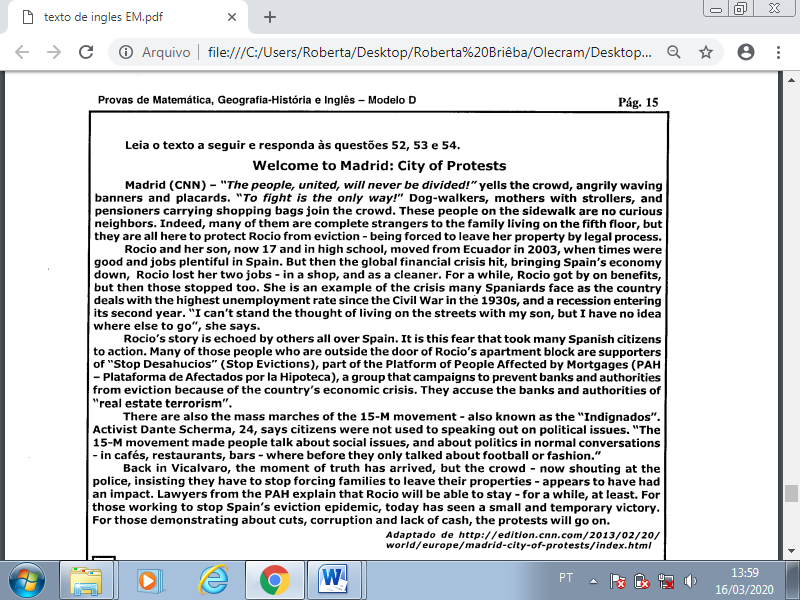 texto de ingles EM.pdf
Arquivo
file:///C:/Users/Roberta/Desktop/Roberta%20Briêba/Olecram/Desktop...
Provas de Matemática, Geografia-História e Inglês – Modelo D Pág. 15
Leia o texto a seguir e responda às questões 52, 53 e 54.
Welcome to Madrid: City of Protests
Madrid (CNN) – “The people, united, will never be divided!” yells the crowd, angrily waving
banners and placards. “To fight is the only way!” Dog-walkers, mothers with strollers, and
pensioners carrying shopping bags join the crowd. These people on the sidewalk are no curious
neighbors. Indeed, many of them are complete strangers to the family living on the fifth floor, but
they are all here to protect Rocio from eviction - being forced to leave her property by legal process.
Rocio and her son, now 17 and in high school, moved from Ecuador in 2003, when times were
good and jobs plentiful in Spain. But then the global financial crisis hit, bringing Spain’s economy
down, Rocio lost her two jobs - in a shop, and as a cleaner. For a while, Rocio got by on benefits,
but then those stopped too. She is an example of the crisis many Spaniards face as the country
deals with the highest unemployment rate since the Civil War in the 1930s, and a recession entering
its second year. “I can’t stand the thought of living on the streets with my son, but I have no idea
where else to go”, she says.
Rocio’s story is echoed by others all over Spain. It is this fear that took many Spanish citizens
to action. Many of those people who are outside the door of Rocio’s apartment block are supporters
of “Stop Desahucios” (Stop Evictions), part of the Platform of People Affected by Mortgages (PAH
– Plataforma de Afectados por la Hipoteca), a group that campaigns to prevent banks and authorities
from eviction because of the country’s economic crisis. They accuse the banks and authorities of
“real estate terrorism”.
There are also the mass marches of the 15-M movement - also known as the “Indignados”.
Activist Dante Scherma, 24, says citizens were not used to speaking out on political issues. “The
15-M movement made people talk about social issues, and about politics in normal conversations
- in cafés, restaurants, bars - where before they only talked about football or fashion.”
Back in Vicalvaro, the moment of truth has arrived, but the crowd - now shouting at the
police, insisting they have to stop forcing families to leave their properties - appears to have had
an impact. Lawyers from the PAH explain that Rocio will be able to stay - for a while, at least. For
those working to stop Spain’s eviction epidemic, today has seen a small and temporary victory.
For those demonstrating about cuts, corruption and lack of cash, the protests will go on.
Adaptado de http://edition.cnn.com/2013/02/20/
world/europe/madrid-city-of-protests/index.html
PT
13:59
16/03/2020